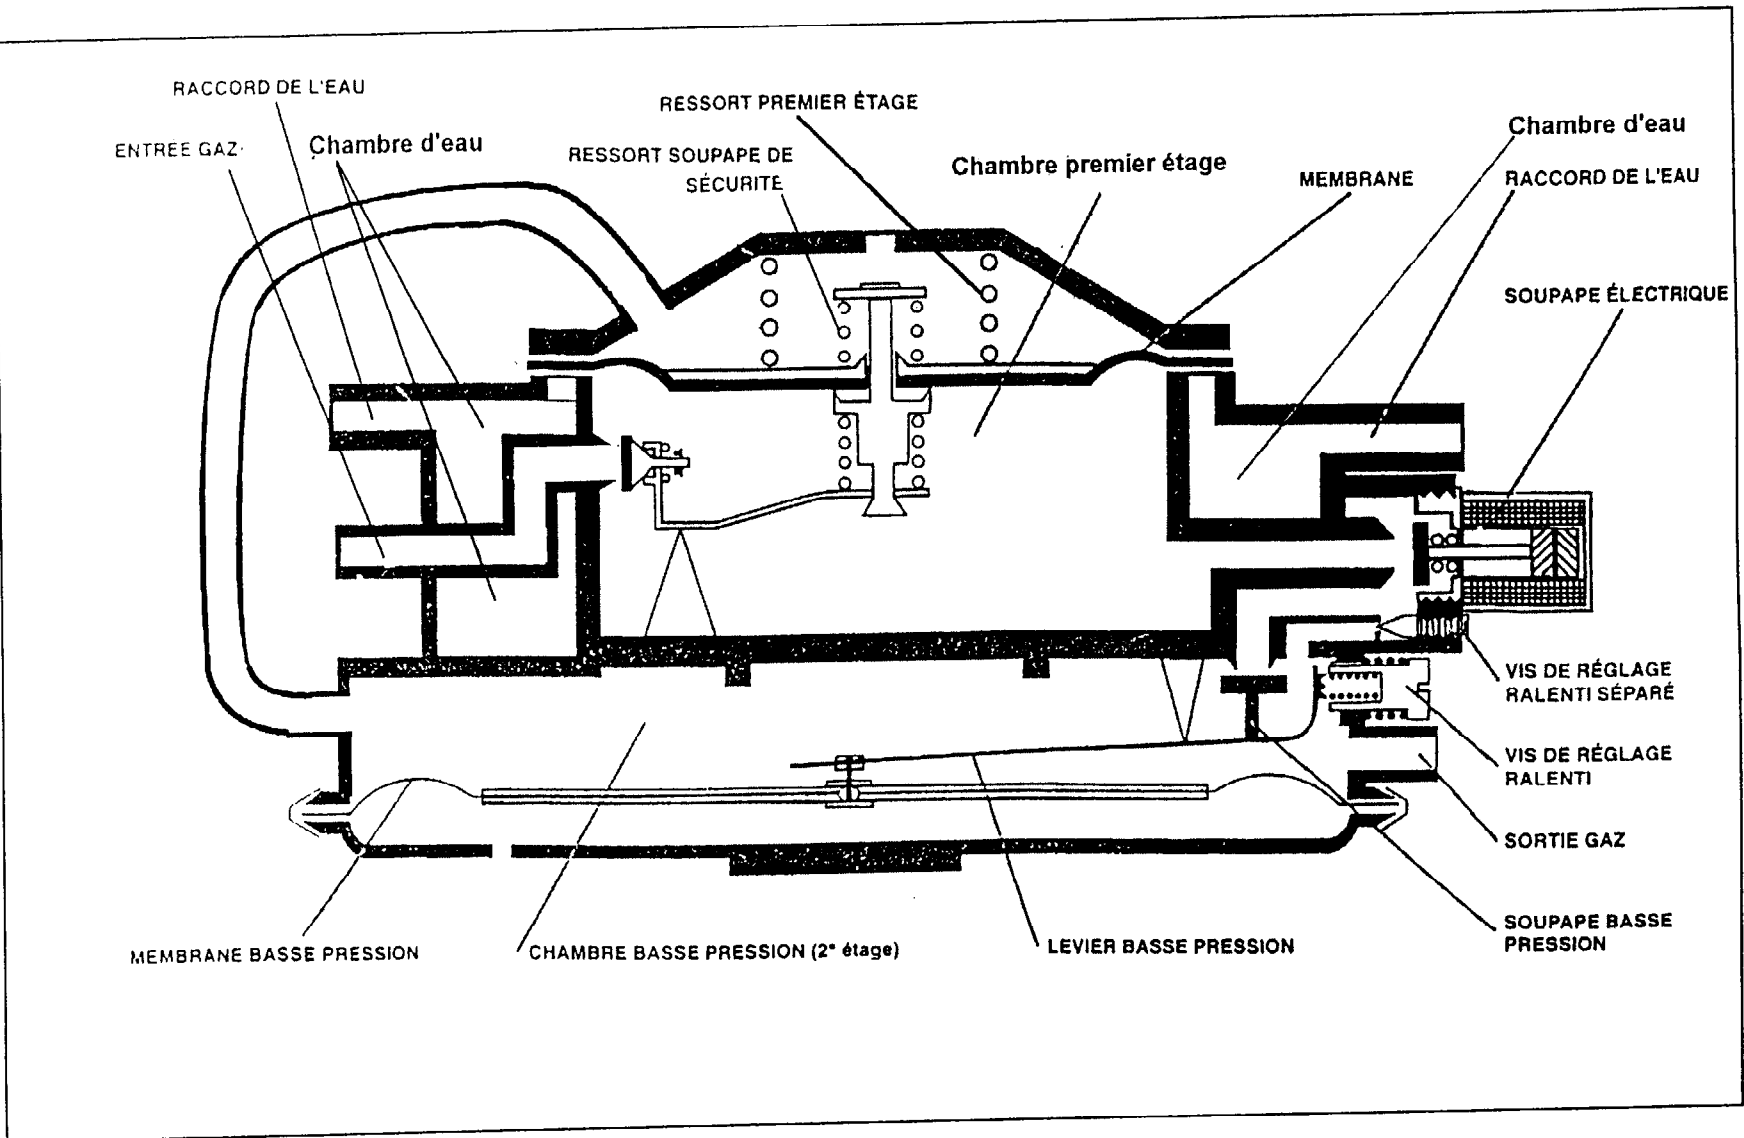 RACCORD DE L'EAU
ENTREE GAZ
Chambre d'eau
RESSORT PREMIER ÉTAGE
RESSORT SOUPAPE DE
SÉCURITÉ
Chambre premier étage
MEMBRANE
Chambre d'eau
RACCORD DE L'EAU
SOUPAPE ÉLECTRIQUE
VIS DE RÉGLAGE
RALENTI SÉPARÉ
VIS DE RÉGLAGE
RALENTI
SORTIE GAZ
SOUPAPE BASSE
PRESSION
LEVIER BASSE PRESSION
CHAMBRE BASSE PRESSION (2e étage)
MEMBRANE BASSE PRESSION